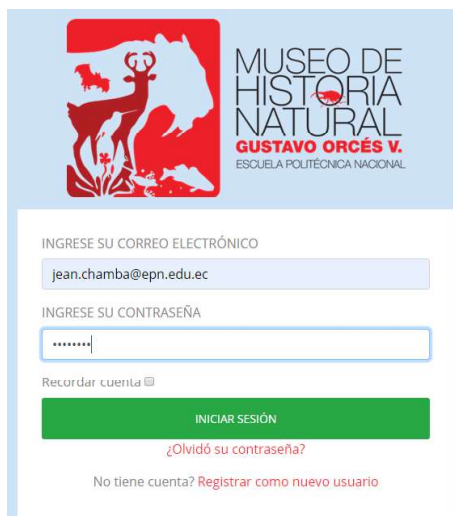 MUSEO DE
HISTORIA
NATURAL
GUSTAVO ORCÉS V.
ESCUELA POLITÉCNICA NACIONAL
INGRESE SU CORREO ELECTRÓNICO
jean.chamba@epn.edu.ec
INGRESE SU CONTRASEÑA
••••••••
Recordar cuenta
INICIAR SESIÓN
¿Olvidó su contraseña?
No tiene cuenta? Registrar como nuevo usuario